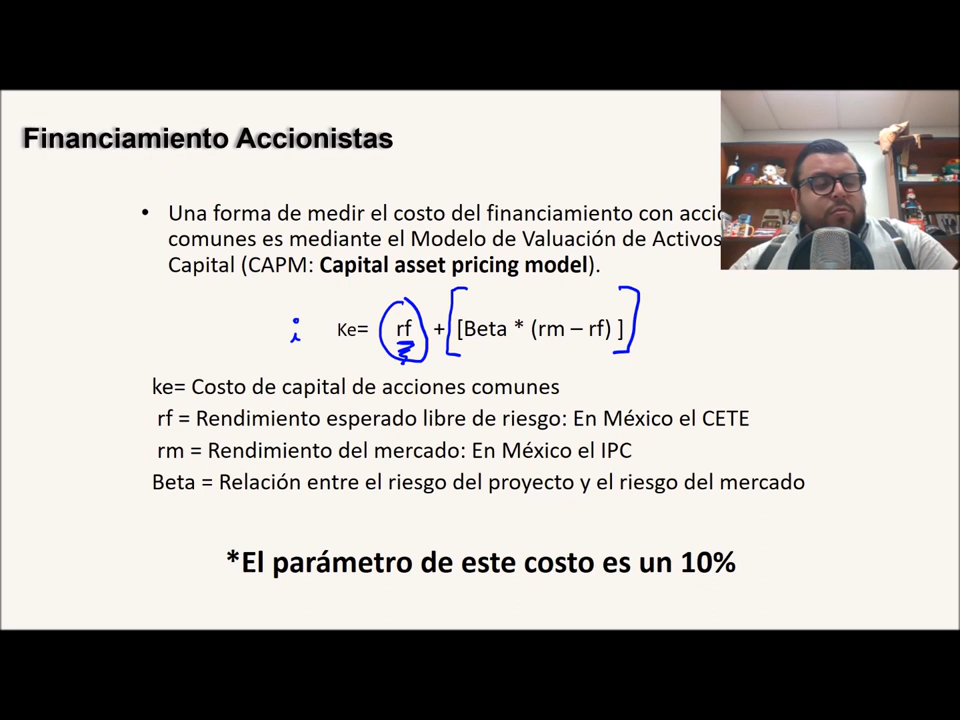 Financiamiento Accionistas
• Una forma de medir el costo del financiamiento con
comunes es mediante el Modelo de Valuación de Activos
Capital (CAPM: Capital asset pricing model).
i Ke= rf + [Beta * (rm – rf) ]
ke= Costo de capital de acciones comunes
rf = Rendimiento esperado libre de riesgo: En México el CETE
rm = Rendimiento del mercado: En México el IPC
Beta = Relación entre el riesgo del proyecto y el riesgo del mercado
*El parámetro de este costo es un 10%